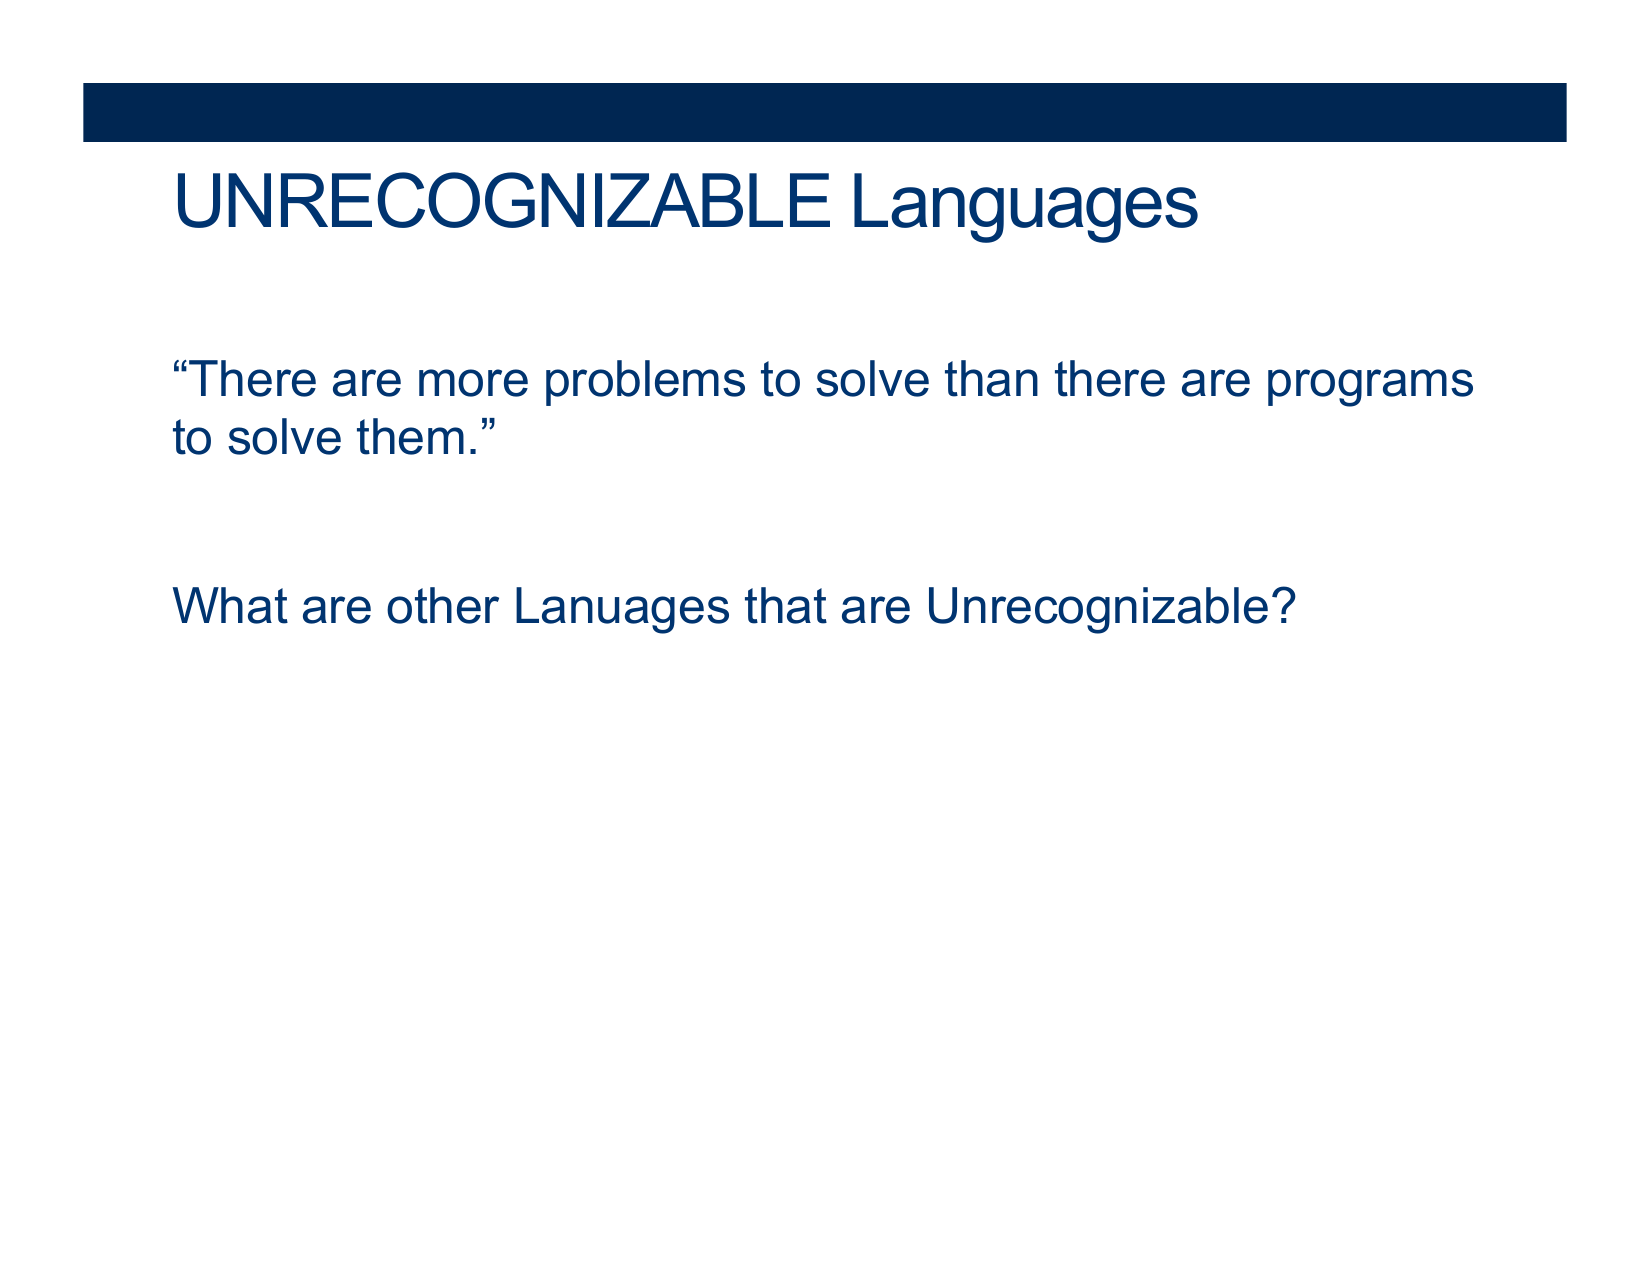 UNRECOGNIZABLE Languages
“There are more problems to solve than there are programs
to solve them.”
What are other Lanuages that are Unrecognizable?